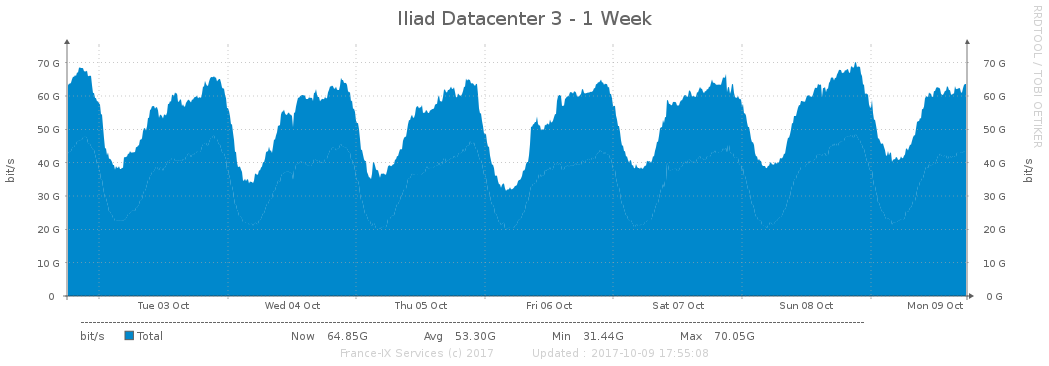 Iliad Datacenter 3 - 1 Week
RRDTOOL / TOBI OETIKER
70 G 70 G
60 G 60 G
50 G 50 G
40 G 40 G
30 G 30 G
20 G 20 G
10 G 10 G
0 0 G
bit/s bit/s
Tue 03 Oct Wed 04 Oct Thu 05 Oct Fri 06 Oct Sat 07 Oct Sun 08 Oct Mon 09 Oct
bit/s Total Now 64.85G Avg 53.30G Min 31.44G Max 70.05G
France-IX Services (c) 2017 Updated : 2017-10-09 17:55:08